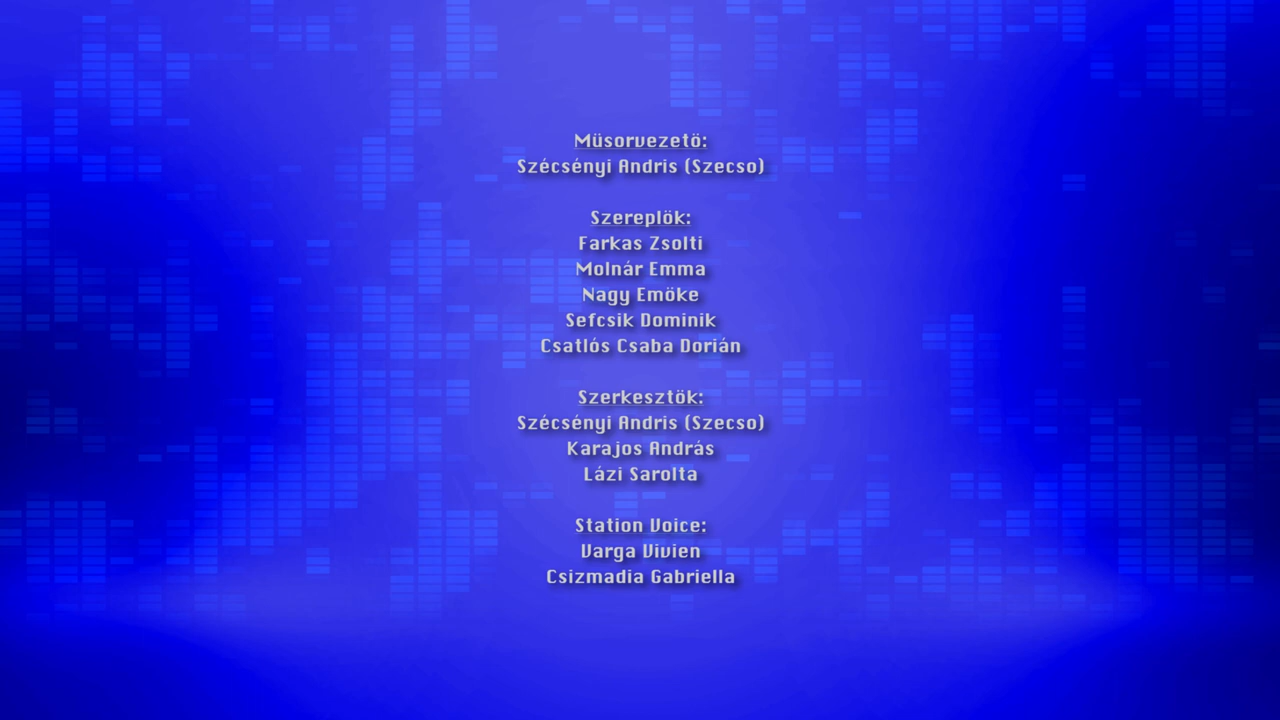 Müsorvezetö:
Szécsényi Andris (Szecso)
Szereplök:
Farkas Zsolti
Molnár Emma
Nagy Emöke
Sefcsik Dominik
Csatlós Csaba Dorián
Szerkesztök:
Szécsényi Andris (Szecso)
Karajos András
Lázi Sarolta
Station Voice:
Varga Vivien
Csizmadia Gabriella